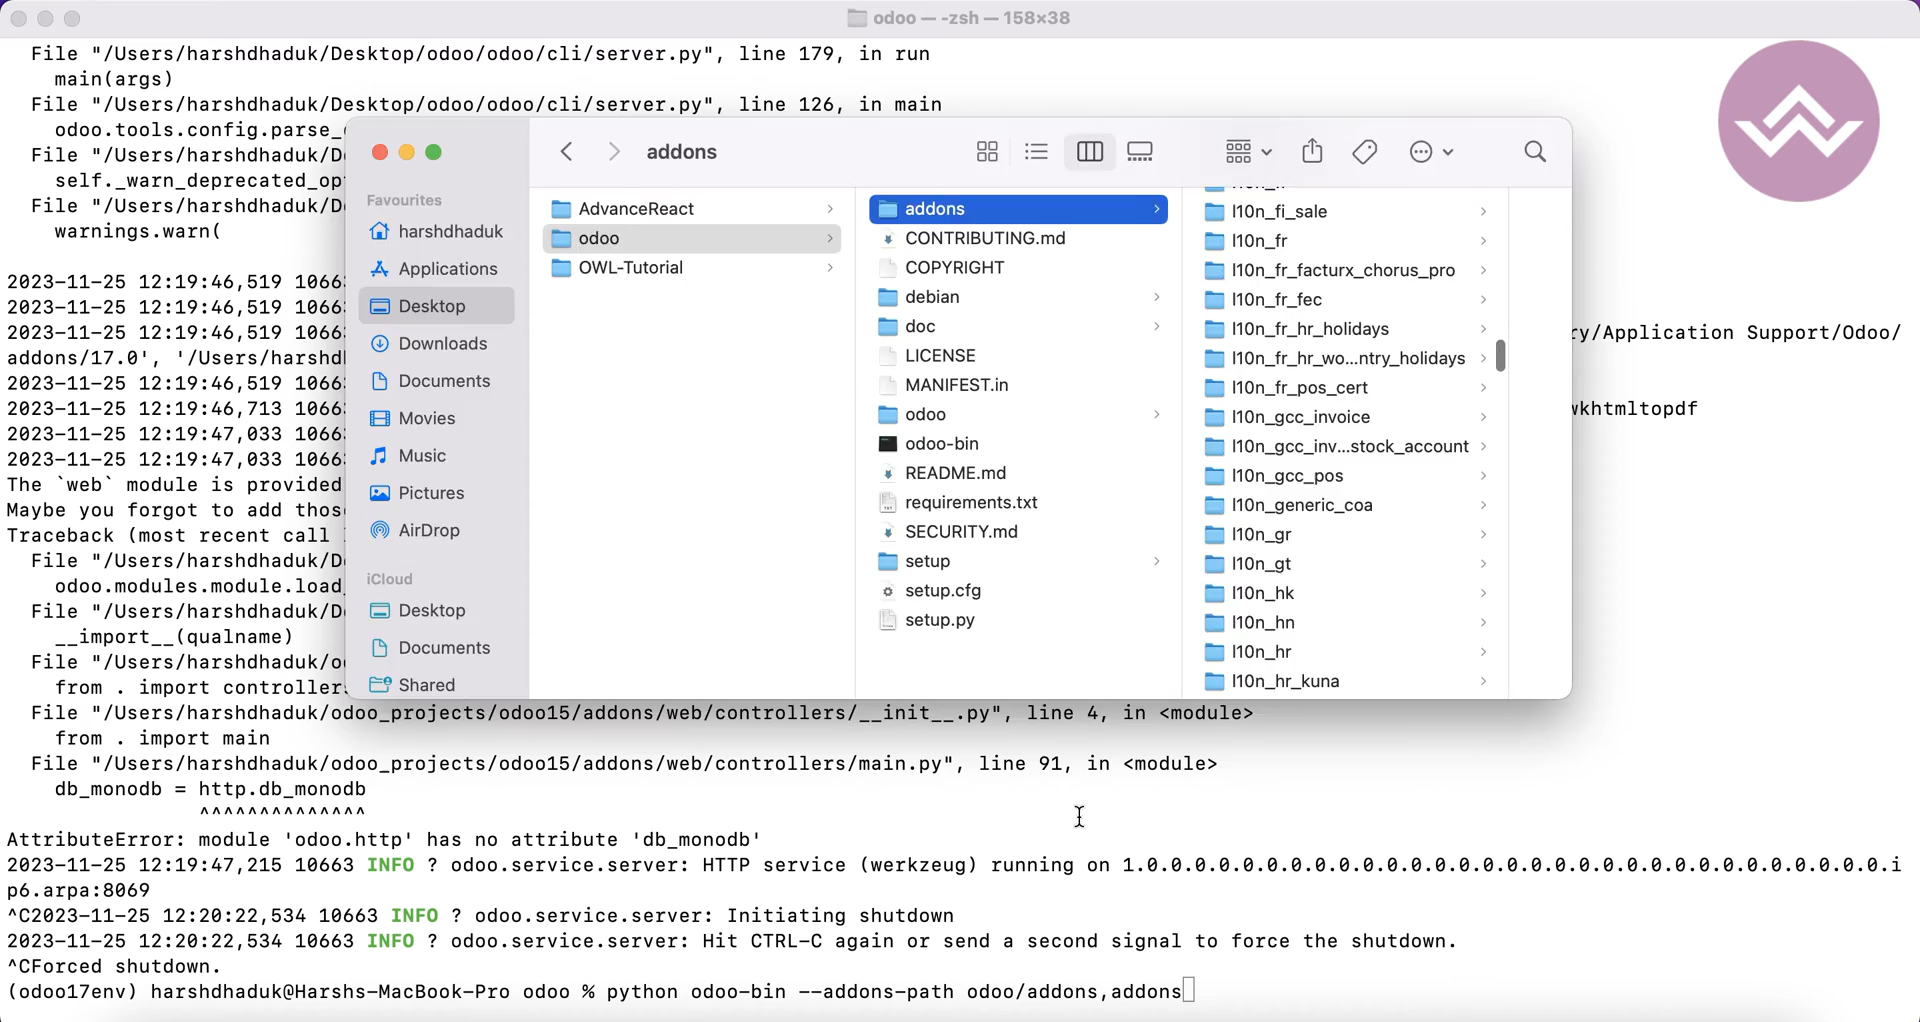 odoo — -zsh — 158×38
File "/Users/harshdhaduk/Desktop/odoo/odoo/cli/server.py", line 179, in run
main(args)
File "/Users/harshdhaduk/Desktop/odoo/odoo/cli/server.py", line 126, in main
odoo.tools.config.parse_
File "/Users/harshdhaduk/D
self._warn_deprecated_op
File "/Users/harshdhaduk/D
warnings.warn(
2023-11-25 12:19:46,519 1066
2023-11-25 12:19:46,519 1066
2023-11-25 12:19:46,519 1066 ry/Application Support/Odoo/
addons/17.0', '/Users/harshd
2023-11-25 12:19:46,519 1066
2023-11-25 12:19:46,713 1066 wkhtmltopdf
2023-11-25 12:19:47,033 1066
2023-11-25 12:19:47,033 1066
The `web` module is provided
Maybe you forgot to add thos
Traceback (most recent call
File "/Users/harshdhaduk/D
odoo.modules.module.load_
File "/Users/harshdhaduk/D
__import__(qualname)
File "/Users/harshdhaduk/o
from . import controllers
File "/Users/harshdhaduk/odoo_projects/odoo15/addons/web/controllers/__init__.py", line 4, in <module>
from . import main
File "/Users/harshdhaduk/odoo_projects/odoo15/addons/web/controllers/main.py", line 91, in <module>
db_monodb = http.db_monodb
^^^^^^^^^^^^^^
AttributeError: module 'odoo.http' has no attribute 'db_monodb'
2023-11-25 12:19:47,215 10663 INFO ? odoo.service.server: HTTP service (werkzeug) running on 1.0.0.0.0.0.0.0.0.0.0.0.0.0.0.0.0.0.0.0.0.0.0.0.0.0.0.0.0.0.0.0.i
p6.arpa:8069
^C2023-11-25 12:20:22,534 10663 INFO ? odoo.service.server: Initiating shutdown
2023-11-25 12:20:22,534 10663 INFO ? odoo.service.server: Hit CTRL-C again or send a second signal to force the shutdown.
^CForced shutdown.
(odoo17env) harshdhaduk@Harshs-MacBook-Pro odoo % python odoo-bin --addons-path odoo/addons,addons
addons
Favourites
harshdhaduk
Applications
Desktop
Downloads
Documents
Movies
Music
Pictures
AirDrop
iCloud
Desktop
Documents
Shared
AdvanceReact
odoo
OWL-Tutorial
addons
CONTRIBUTING.md
COPYRIGHT
debian
doc
LICENSE
MANIFEST.in
odoo
odoo-bin
README.md
requirements.txt
SECURITY.md
setup
setup.cfg
setup.py
l10n_fi_sale
l10n_fr
l10n_fr_facturx_chorus_pro
l10n_fr_fec
l10n_fr_hr_holidays
l10n_fr_hr_wo...ntry_holidays
l10n_fr_pos_cert
l10n_gcc_invoice
l10n_gcc_inv...stock_account
l10n_gcc_pos
l10n_generic_coa
l10n_gr
l10n_gt
l10n_hk
l10n_hn
l10n_hr
l10n_hr_kuna